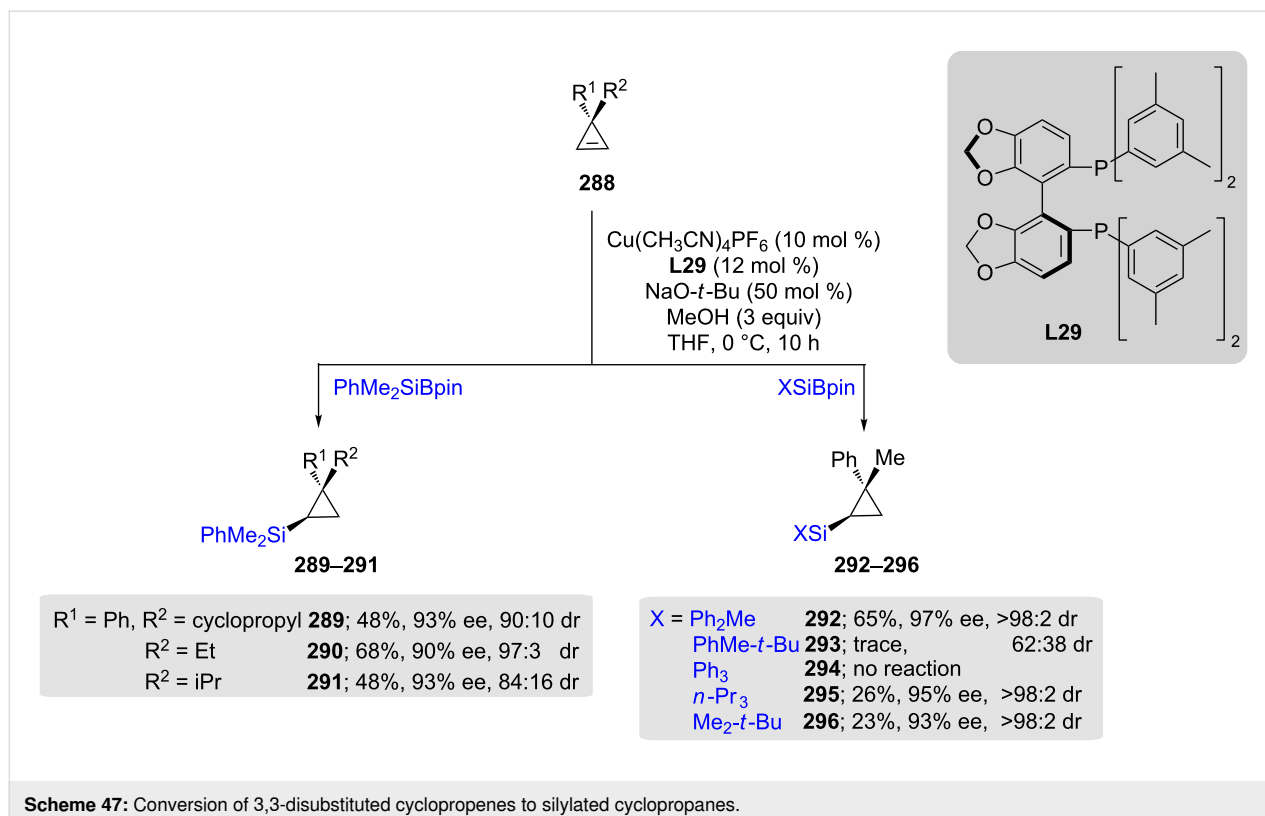 R1 R2
288
Cu(CH3CN)4PF6 (10 mol %)
L29 (12 mol %)
NaO-t-Bu (50 mol %)
MeOH (3 equiv)
THF, 0 °C, 10 h
O
O
P
2
O
O
P
2
L29
PhMe2SiBpin
XSiBpin
R1 R2
PhMe2Si
289–291
Ph Me
XSi
292–296
R1 = Ph, R2 = cyclopropyl 289; 48%, 93% ee, 90:10 dr
R2 = Et 290; 68%, 90% ee, 97:3 dr
R2 = iPr 291; 48%, 93% ee, 84:16 dr
X = Ph2Me 292; 65%, 97% ee, >98:2 dr
PhMe-t-Bu 293; trace, 62:38 dr
Ph3 294; no reaction
n-Pr3 295; 26%, 95% ee, >98:2 dr
Me2-t-Bu 296; 23%, 93% ee, >98:2 dr
Scheme 47: Conversion of 3,3-disubstituted cyclopropenes to silylated cyclopropanes.